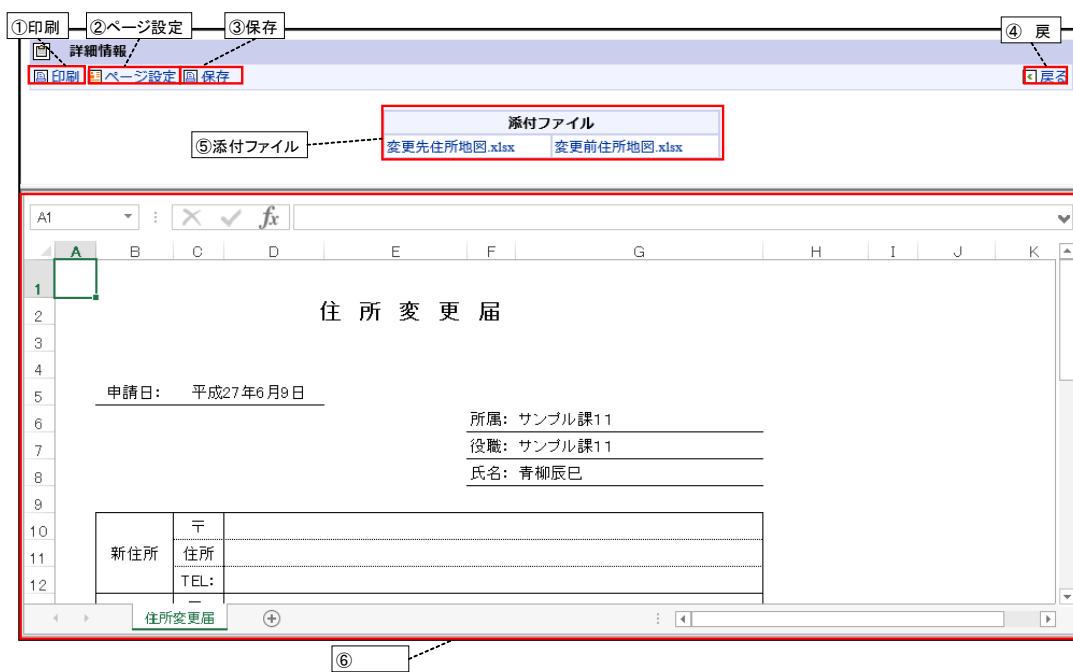 ①印刷 ②ページ設定 ③保存 ④ 戻
詳細情報
印刷 ページ設定 保存 戻る
添付ファイル
⑤添付ファイル 変更先住所地図.xlsx 変更前住所地図.xlsx
A1 fx
A B C D E F G H I J K
1
2 住 所 変 更 届
3
4
5 申請日: 平成27年6月9日
6 所属: サンプル課11
7 役職: サンプル課11
8 氏名: 青柳辰巳
9
10 〒
11 新住所 住所
12 TEL:
住所変更届
⑥